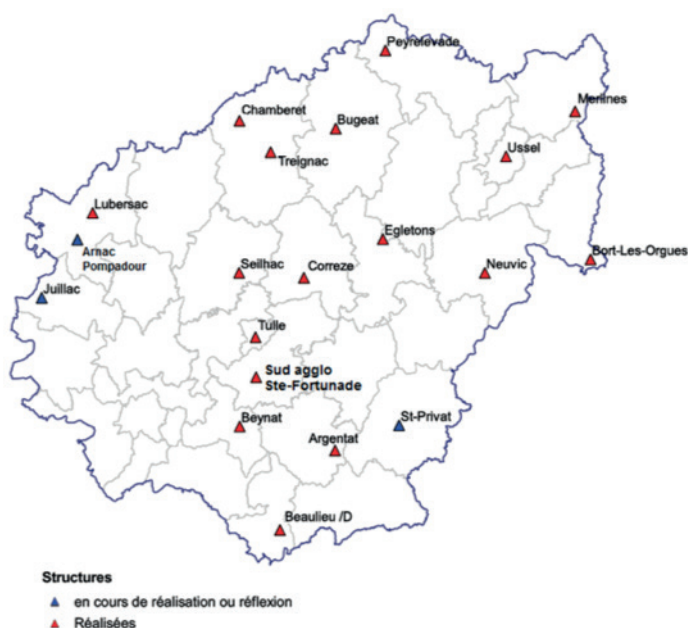 Peyrelevade
Chamberet
Bugeat
Merlines
Treignac
Ussel
Lubersac
Arnac
Pompadour
Egletons
Bort-Les-Orgues
Seilhac
Correze
Neuvic
Juillac
Tulle
Sud agglo
Ste-Fortunade
Beynat
St-Privat
Argentat
Beaulieu /D
Structures
en cours de réalisation ou réflexion
Réalisées